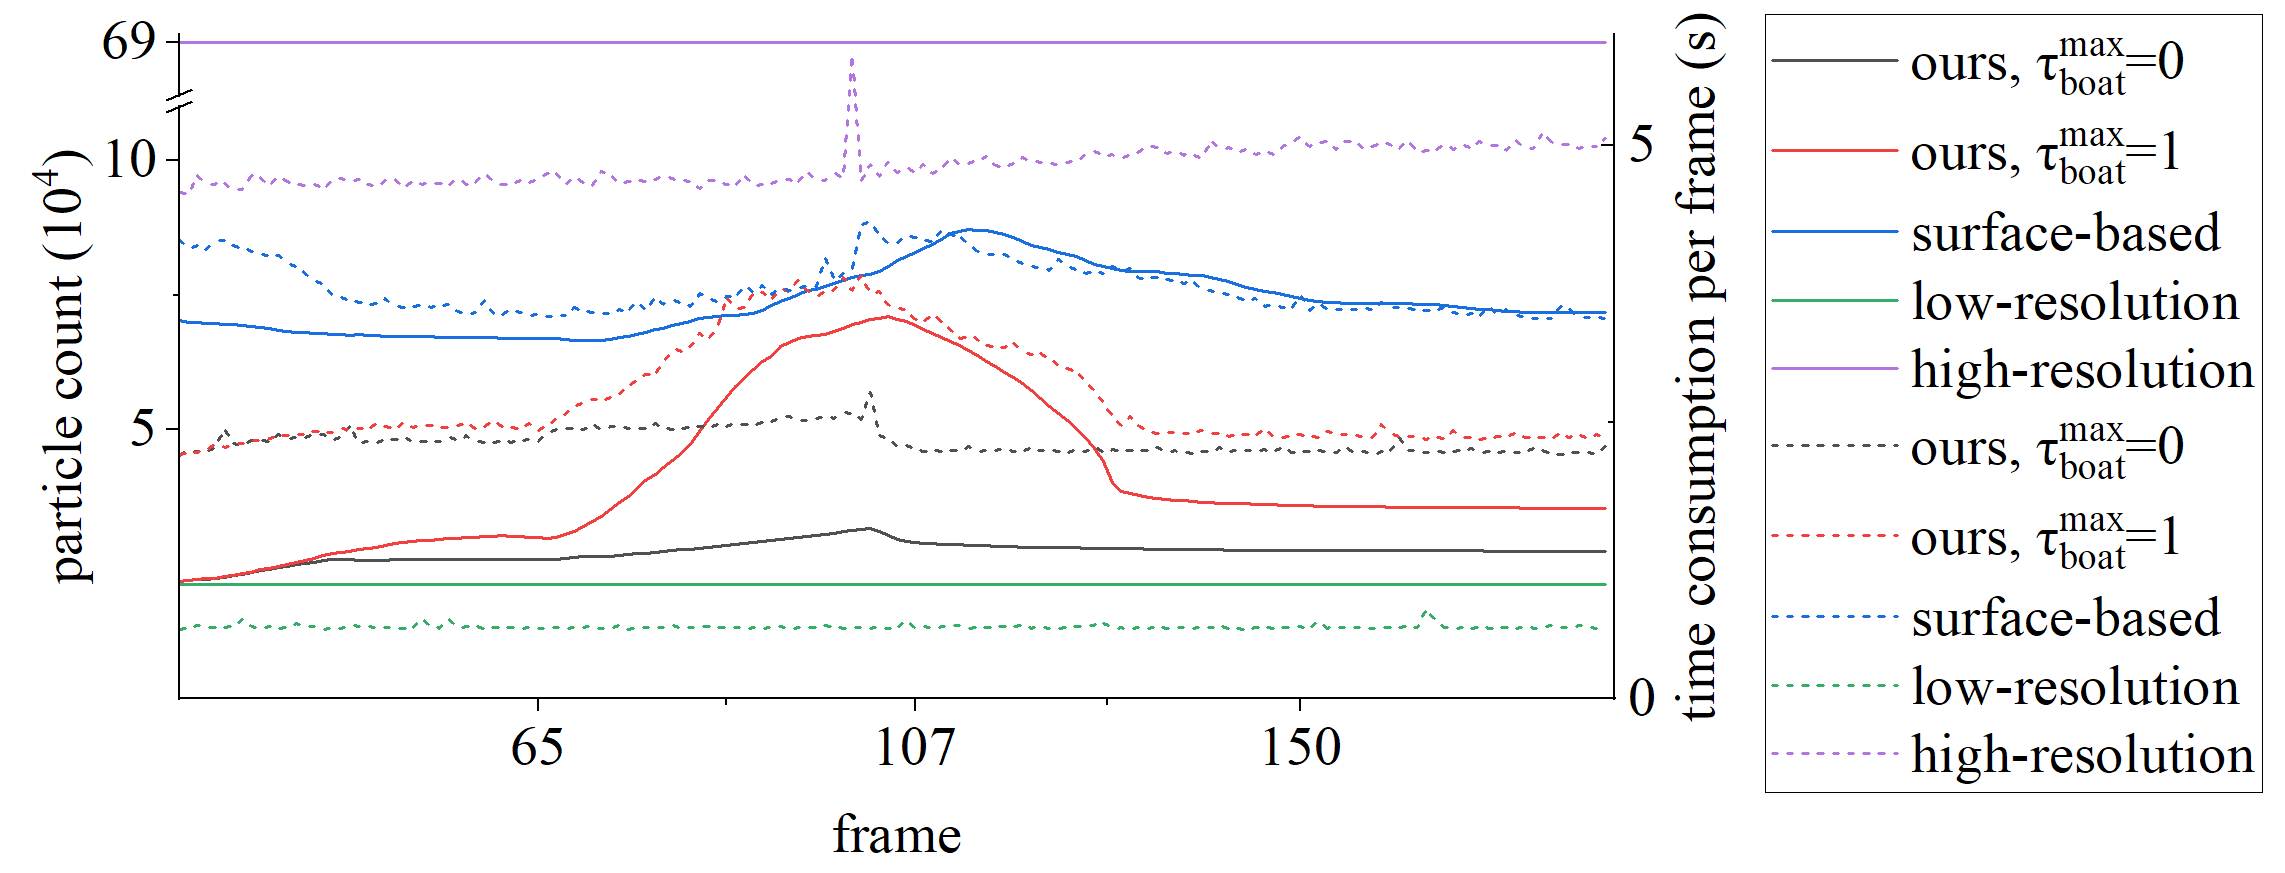 69
10
5
particle count (10⁴)
5
0
time consumption per frame (s)
65
107
150
frame
ours, τ_boat^max=0
ours, τ_boat^max=1
surface-based
low-resolution
high-resolution
ours, τ_boat^max=0
ours, τ_boat^max=1
surface-based
low-resolution
high-resolution